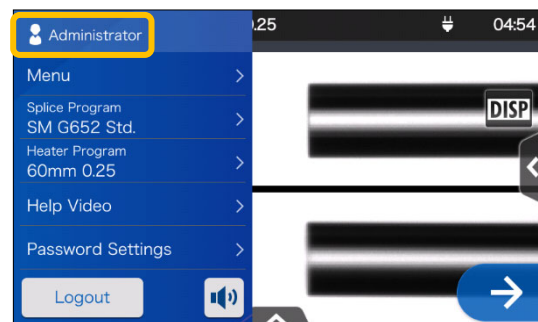 Administrator
.25
04:54
Menu
Splice Program
SM G652 Std.
DISP
Heater Program
60mm 0.25
Help Video
Password Settings
Logout